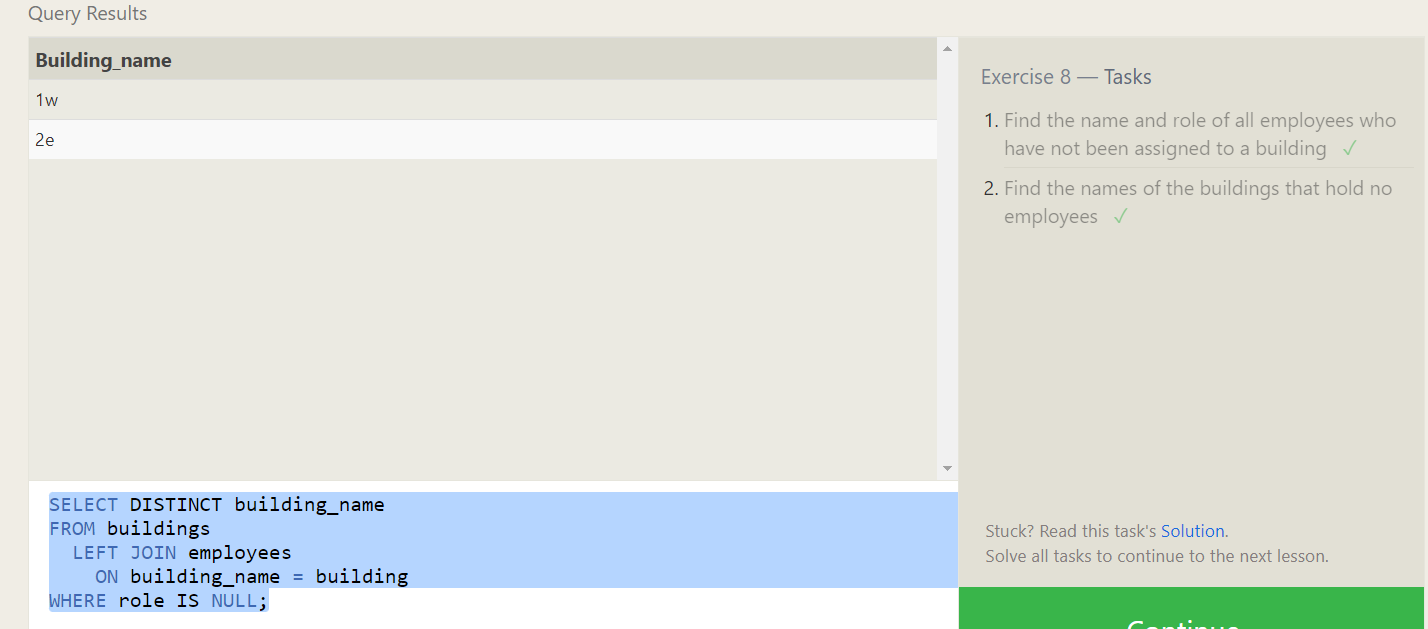 Query Results
Building_name
1w
2e
SELECT DISTINCT building_name
FROM buildings
  LEFT JOIN employees
    ON building_name = building
WHERE role IS NULL;
Exercise 8 — Tasks
1. Find the name and role of all employees who
have not been assigned to a building ✓
2. Find the names of the buildings that hold no
employees ✓
Stuck? Read this task's Solution.
Solve all tasks to continue to the next lesson.
Continue